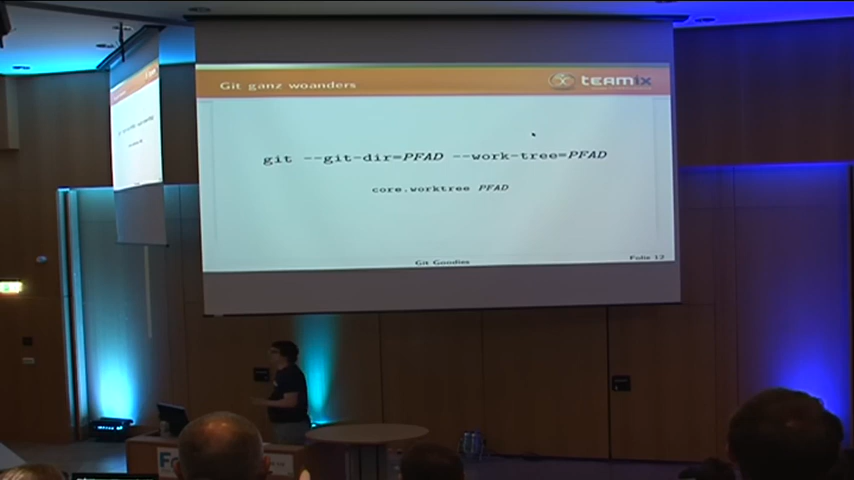 Git ganz woanders
teamix
git --git-dir=PFAD --work-tree=PFAD
core.worktree PFAD
Git Goodies
Folie 12